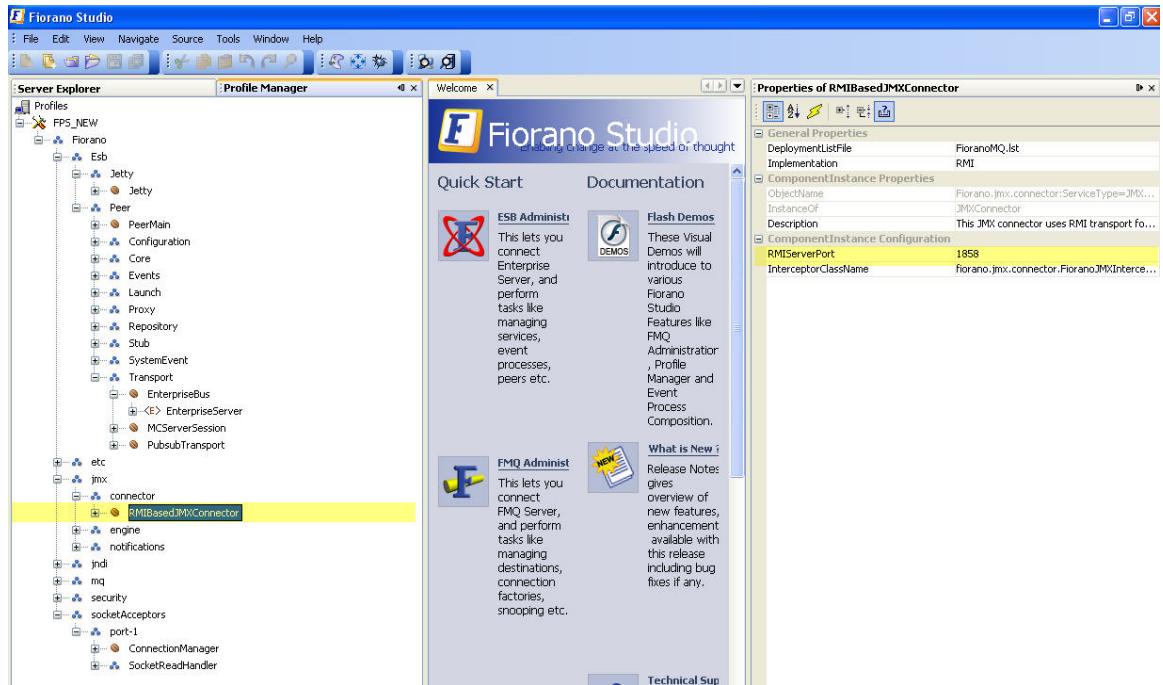 Fiorano Studio
File Edit View Navigate Source Tools Window Help
Server Explorer
Profile Manager
Profiles
FPS_NEW
Fiorano
Esb
Jetty
Jetty
Peer
PeerMain
Configuration
Core
Events
Launch
Proxy
Repository
Stub
SystemEvent
Transport
EnterpriseBus
<E> EnterpriseServer
MCServerSession
PubsubTransport
etc
jmx
connector
RMIBasedJMXConnector
engine
notifications
jndi
mq
security
socketAcceptors
port-1
ConnectionManager
SocketReadHandler
Welcome
Fiorano Studio
Enabling change at the speed of thought
Quick Start
ESB Administ
This lets you
connect
Enterprise
Server, and
perform
tasks like
managing
services,
event
processes,
peers etc.
FMQ Administ
This lets you
connect
FMQ Server,
and perform
tasks like
managing
destinations,
connection
factories,
snooping etc.
Documentation
DEMOS
Flash Demos
These Visual
Demos will
introduce to
various
Fiorano
Studio
Features like
FMQ
Administration
, Profile
Manager and
Event
Process
Composition.
NEW
What is New ?
Release Notes
gives
overview of
new features,
enhancement
available with
this release
including bug
fixes if any.
Technical Sup
Properties of RMIBasedJMXConnector
General Properties
DeploymentListFile FioranoMQ.lst
Implementation RMI
ComponentInstance Properties
ObjectName Fiorano.jmx.connector:ServiceType=JMX...
InstanceOf JMXConnector
Description This JMX connector uses RMI transport fo...
ComponentInstance Configuration
RMIServerPort 1858
InterceptorClassName fiorano.jmx.connector.FioranoJMXInterce...